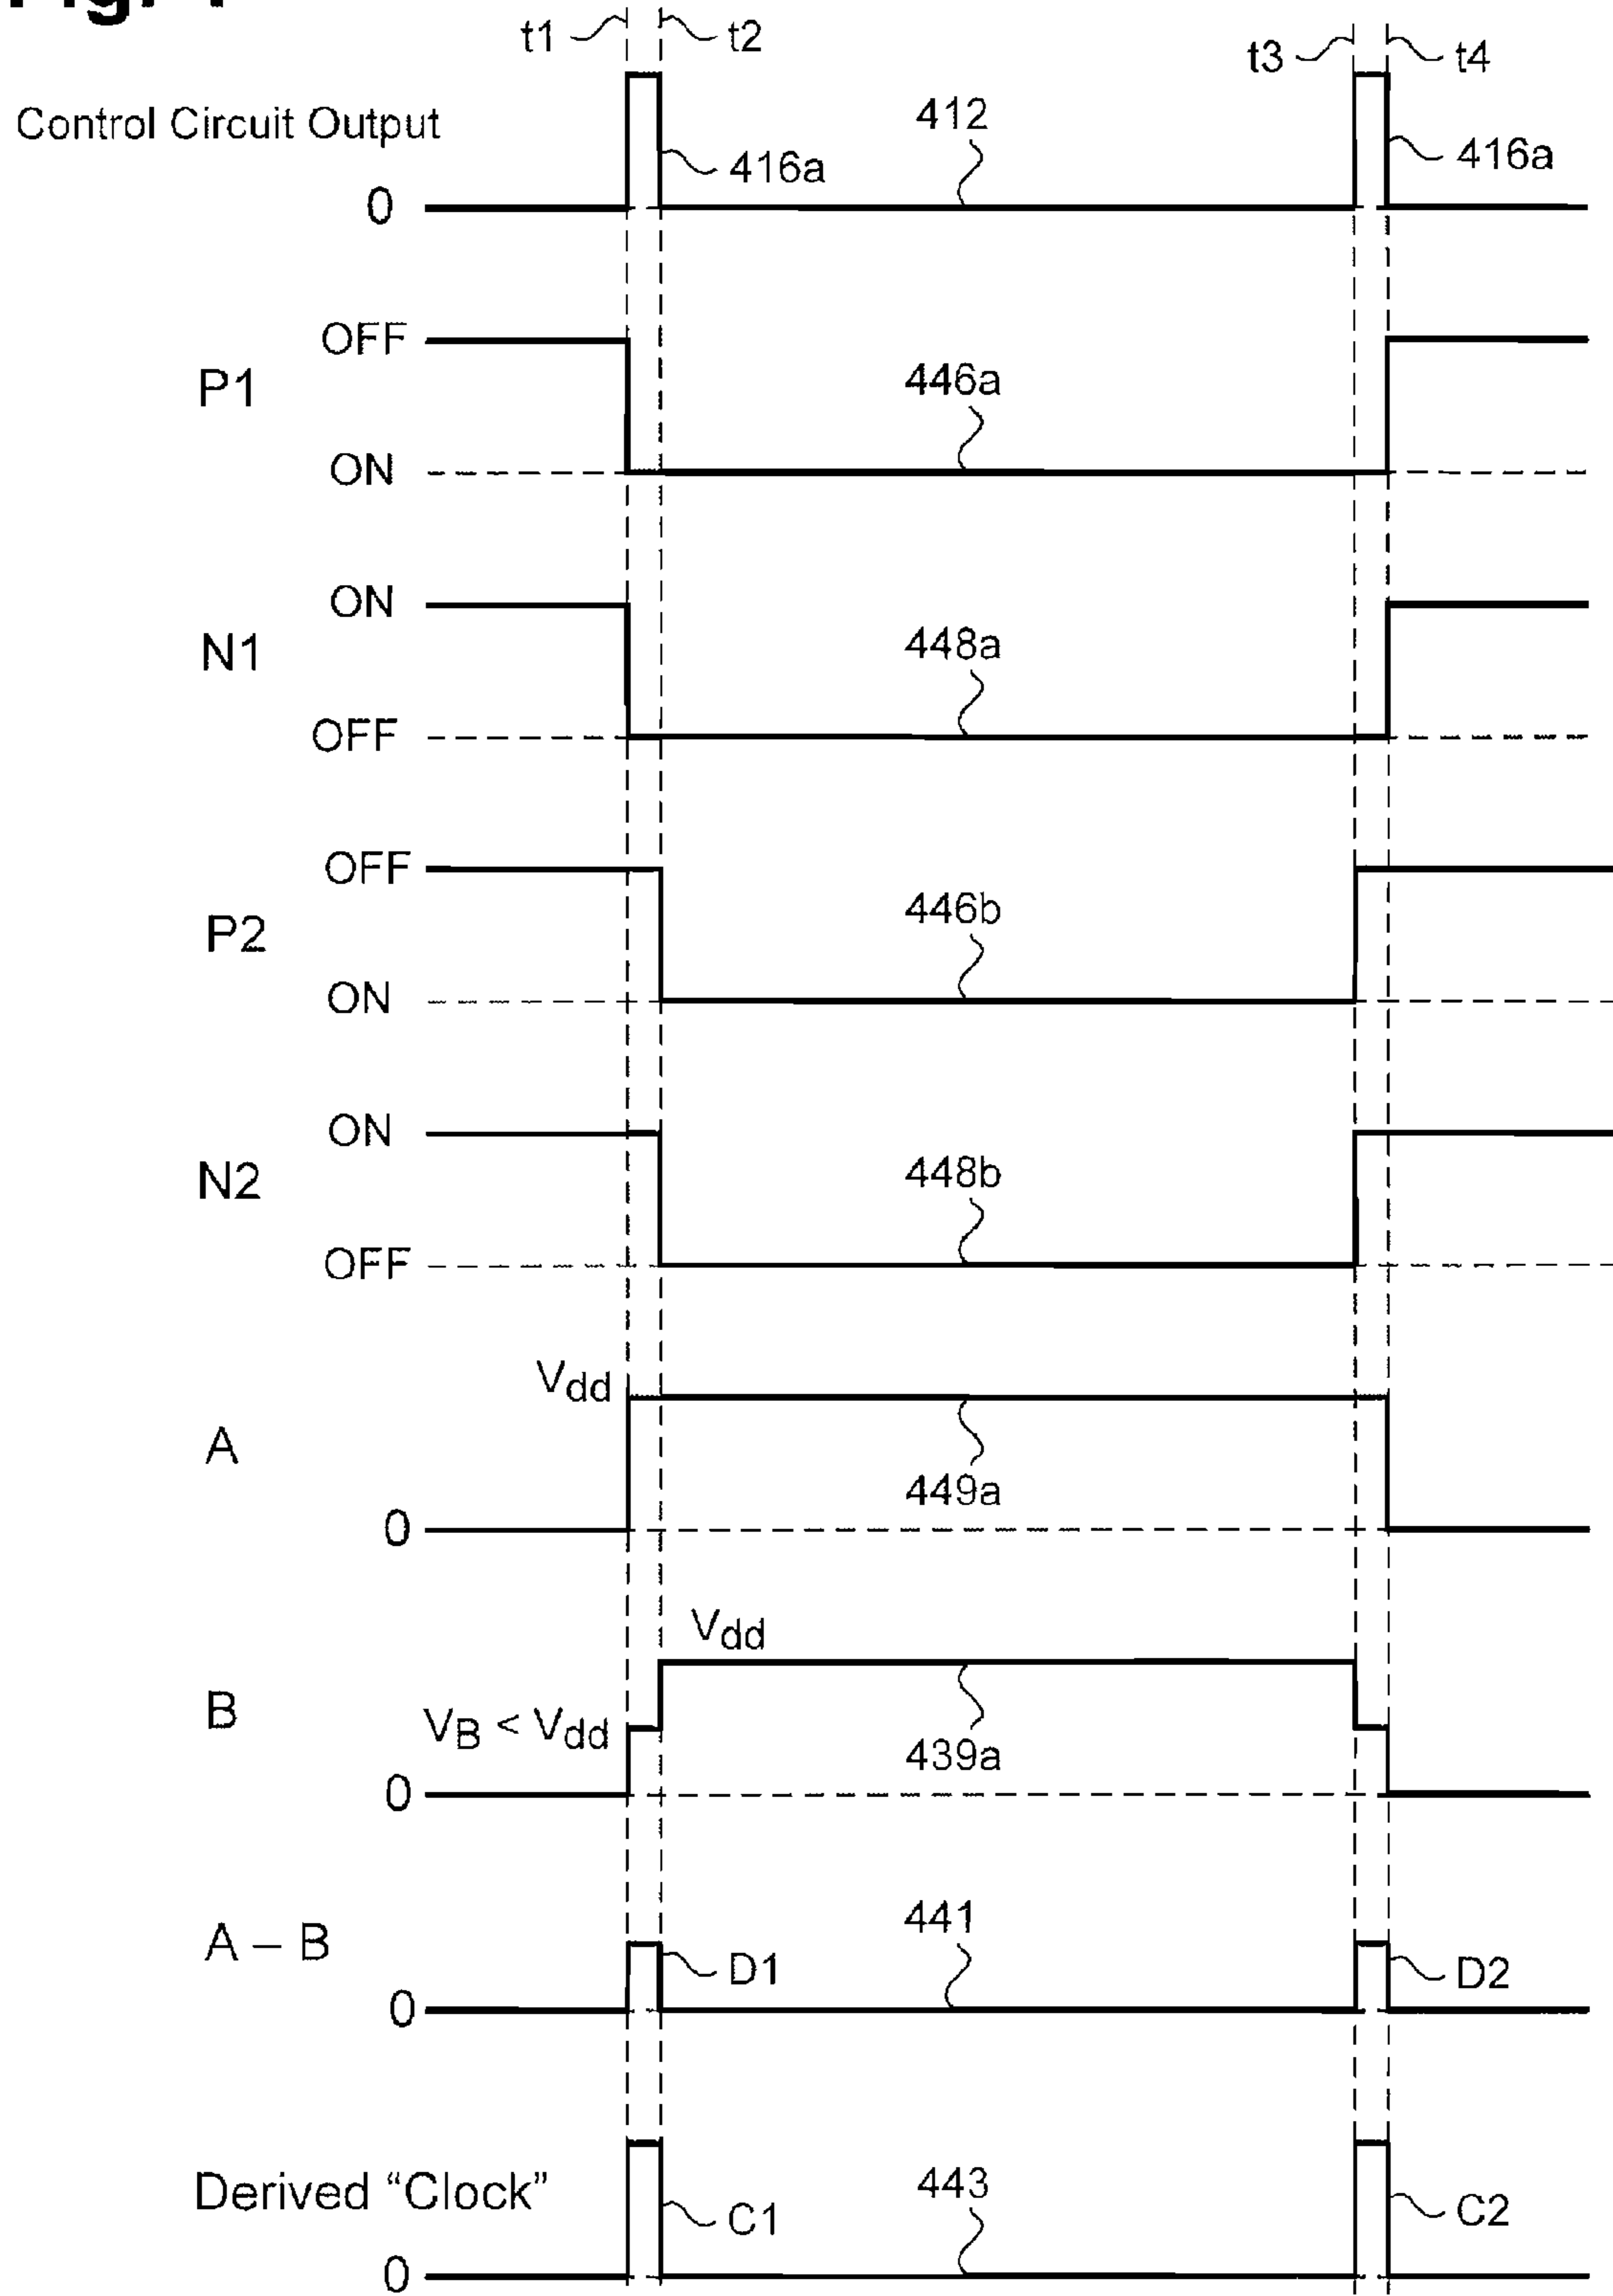 t1 t2 t3 t4
Control Circuit Output
412
416a 416a
0
OFF
P1
446a
ON
ON
N1
448a
OFF
OFF
P2
446b
ON
ON
N2
448b
OFF
Vdd
A
449a
0
Vdd
B
VB < Vdd
439a
0
A – B
441
D1 D2
0
Derived “Clock”
443
C1 C2
0